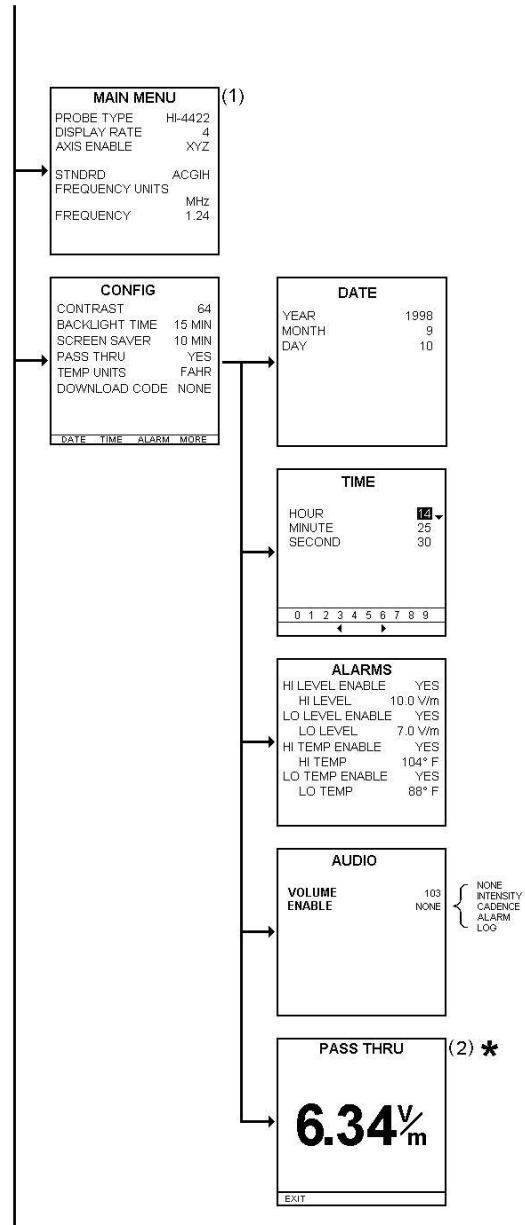 MAIN MENU (1)
PROBE TYPE HI-4422
DISPLAY RATE 4
AXIS ENABLE XYZ
STNDRD ACGIH
FREQUENCY UNITS
MHz
FREQUENCY 1.24
CONFIG
CONTRAST 64
BACKLIGHT TIME 15 MIN
SCREEN SAVER 10 MIN
PASS THRU YES
TEMP UNITS FAHR
DOWNLOAD CODE NONE
DATE TIME ALARM MORE
DATE
YEAR 1998
MONTH 9
DAY 10
TIME
HOUR 14
MINUTE 25
SECOND 30
0 1 2 3 4 5 6 7 8 9
ALARMS
HI LEVEL ENABLE YES
HI LEVEL 10.0 V/m
LO LEVEL ENABLE YES
LO LEVEL 7.0 V/m
HI TEMP ENABLE YES
HI TEMP 104° F
LO TEMP ENABLE YES
LO TEMP 88° F
AUDIO
VOLUME 103
ENABLE NONE
NONE
INTENSITY
CADENCE
ALARM
LOG
PASS THRU (2) *
6.34 V/m
EXIT